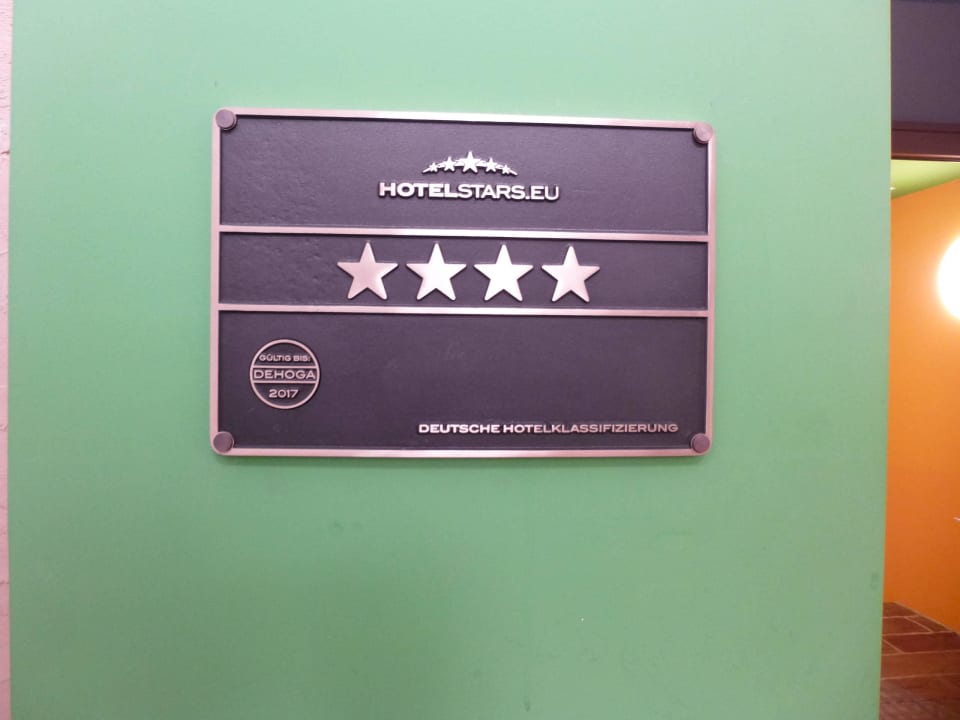 HOTELSTARS.EU
GÜLTIG BIS:
DEHOGA
2017
DEUTSCHE HOTELKLASSIFIZIERUNG